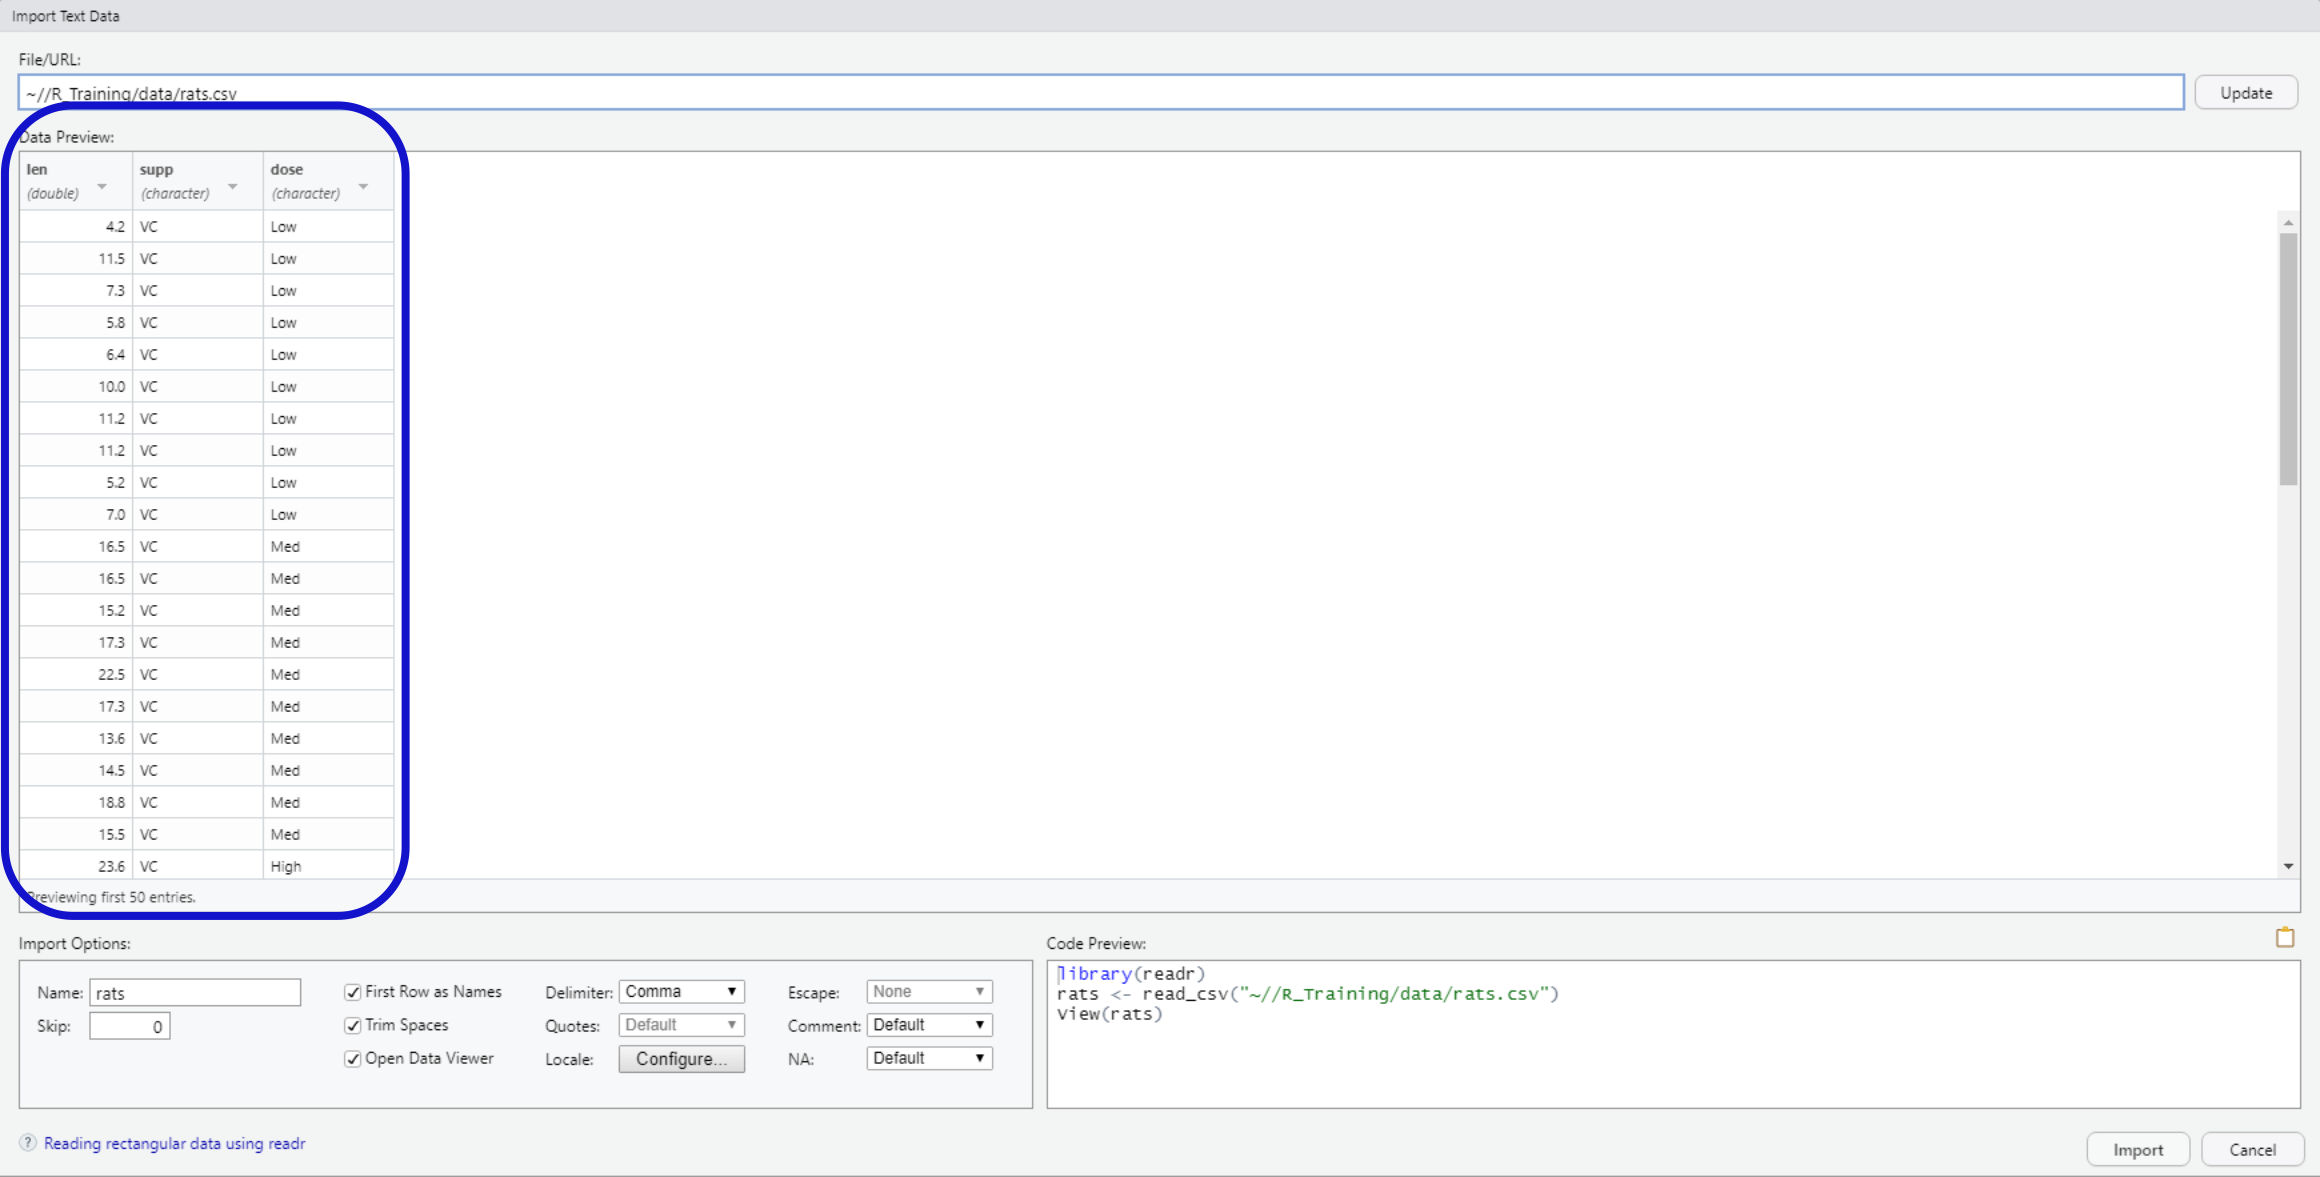 Import Text Data
File/URL:
~//R_Training/data/rats.csv
Update
Data Preview:
len supp dose
(double) (character) (character)
4.2 VC Low
11.5 VC Low
7.3 VC Low
5.8 VC Low
6.4 VC Low
10.0 VC Low
11.2 VC Low
11.2 VC Low
5.2 VC Low
7.0 VC Low
16.5 VC Med
16.5 VC Med
15.2 VC Med
17.3 VC Med
22.5 VC Med
17.3 VC Med
13.6 VC Med
14.5 VC Med
18.8 VC Med
15.5 VC Med
23.6 VC High
Previewing first 50 entries.
Import Options:
Name: rats
Skip: 0
First Row as Names
Trim Spaces
Open Data Viewer
Delimiter: Comma
Quotes: Default
Locale: Configure...
Escape: None
Comment: Default
NA: Default
Code Preview:
library(readr)
rats <- read_csv("~//R_Training/data/rats.csv")
View(rats)
? Reading rectangular data using readr
Import
Cancel